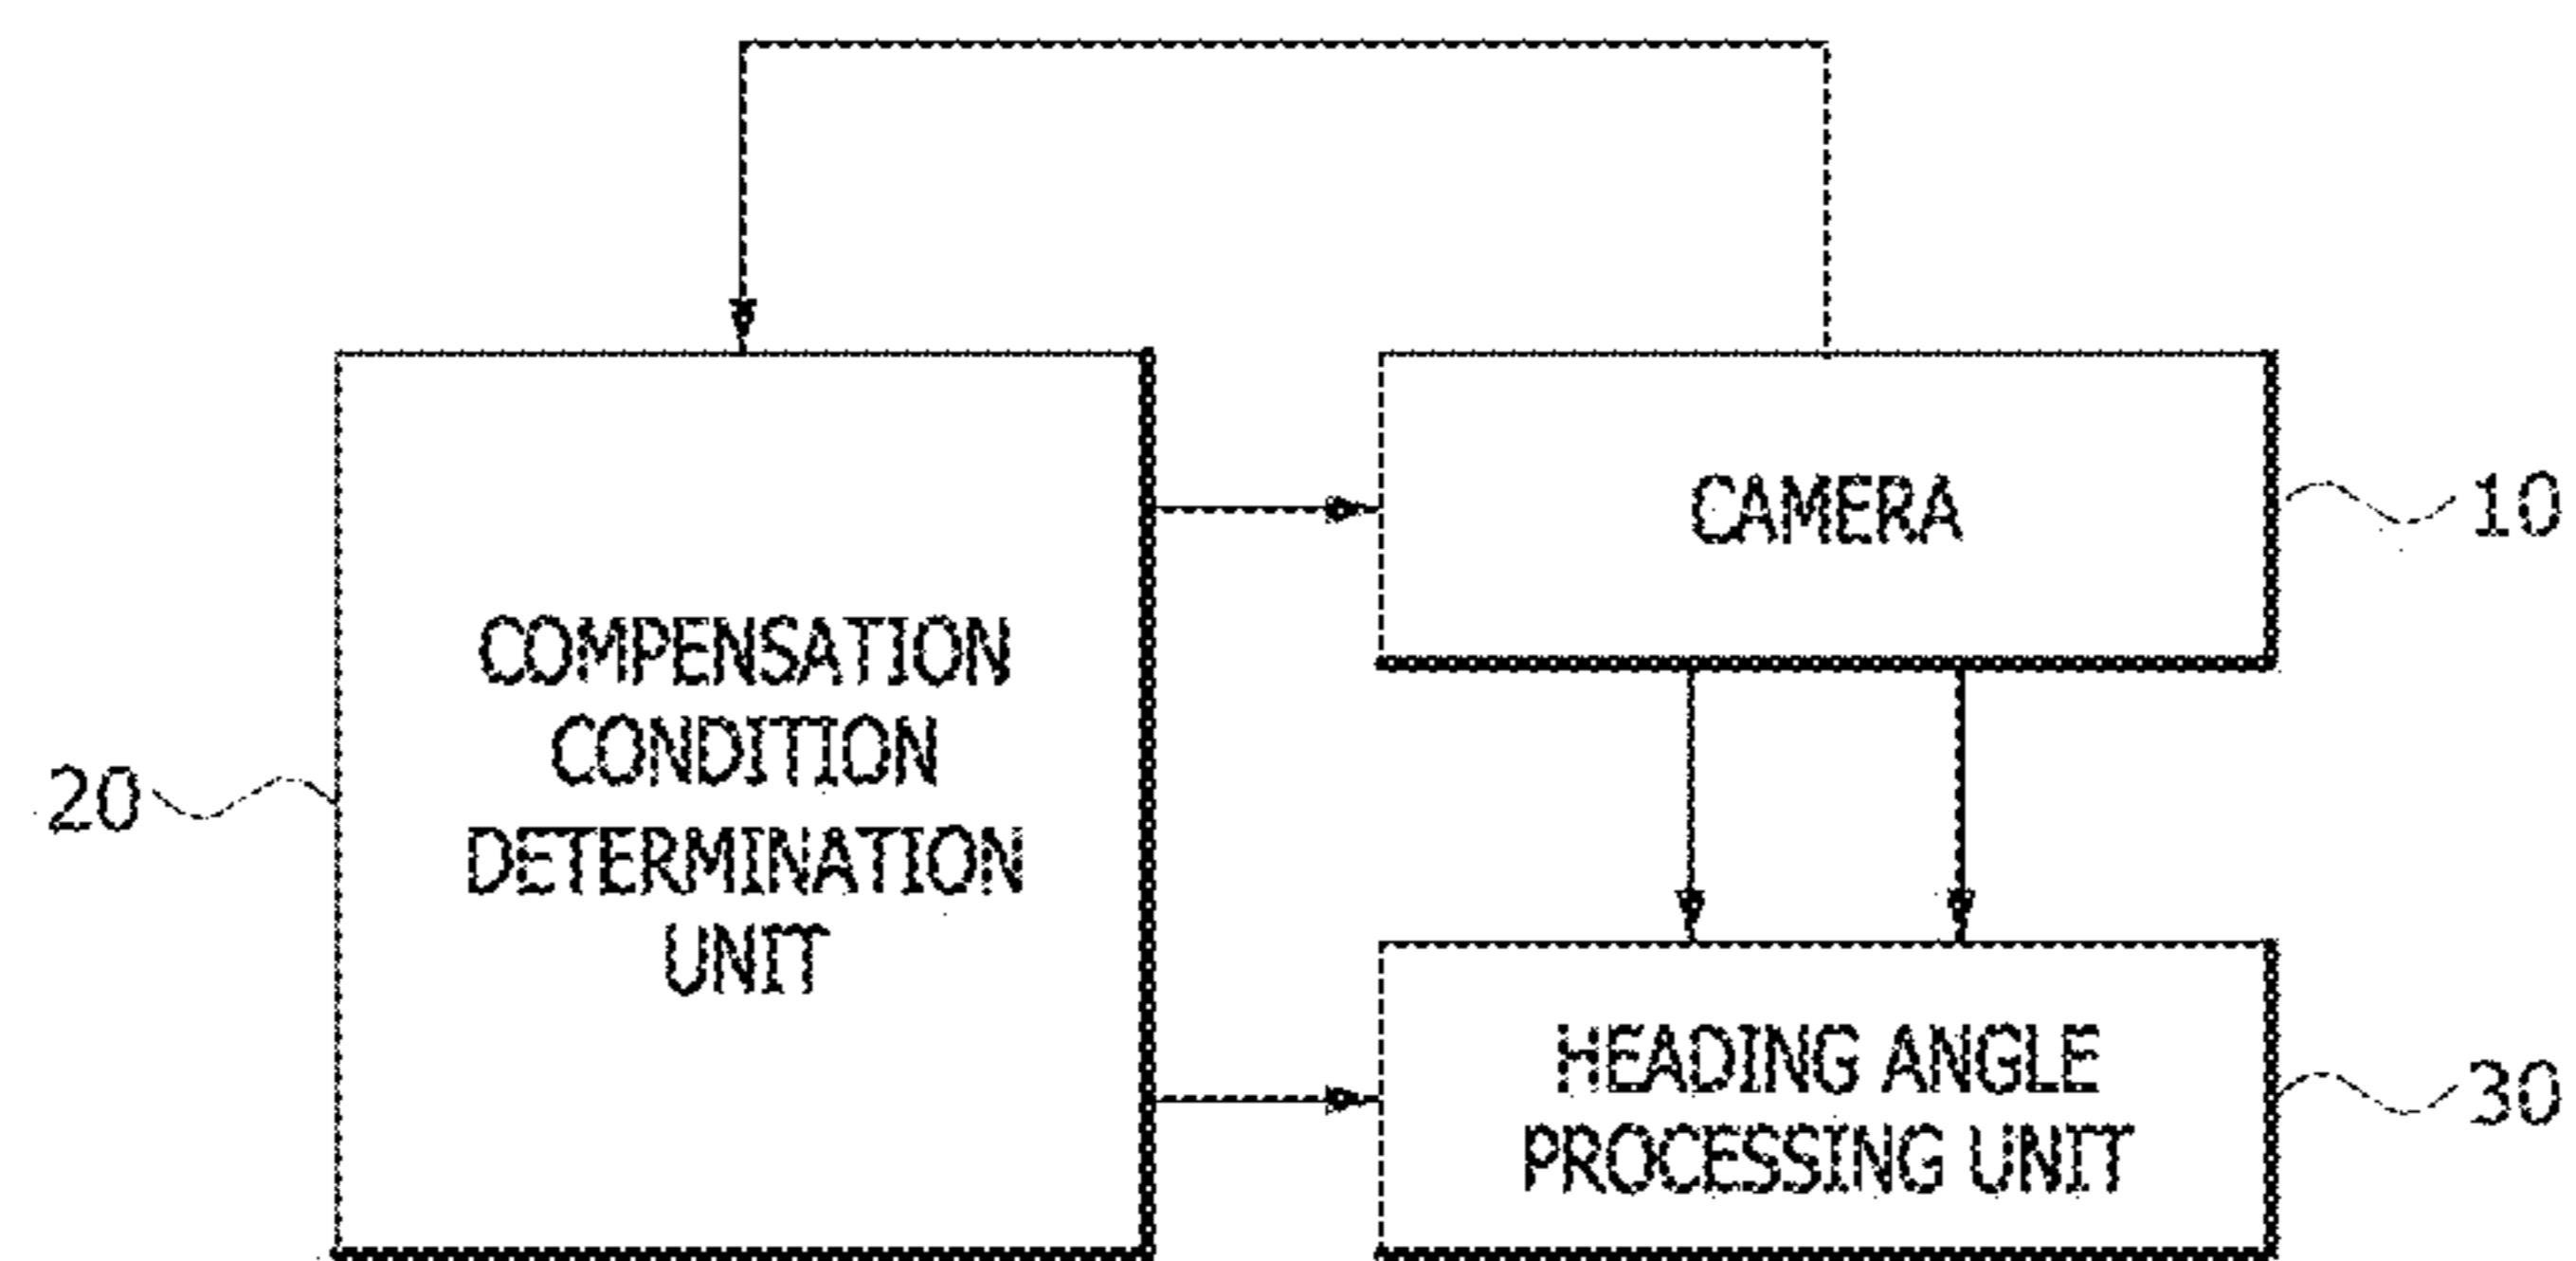 CAMERA
10
COMPENSATION
CONDITION
DETERMINATION
UNIT
20
HEADING ANGLE
PROCESSING UNIT
30